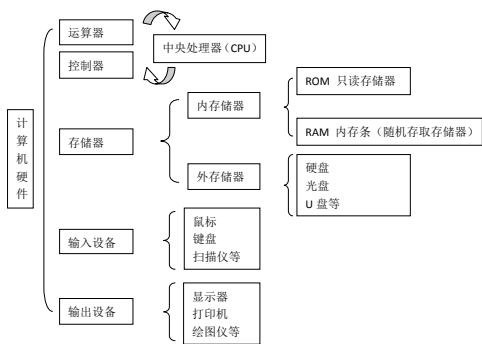 计算机硬件
运算器
控制器
中央处理器（CPU）
存储器
内存储器
ROM 只读存储器
RAM 内存条（随机存取存储器）
外存储器
硬盘
光盘
U 盘等
输入设备
鼠标
键盘
扫描仪等
输出设备
显示器
打印机
绘图仪等